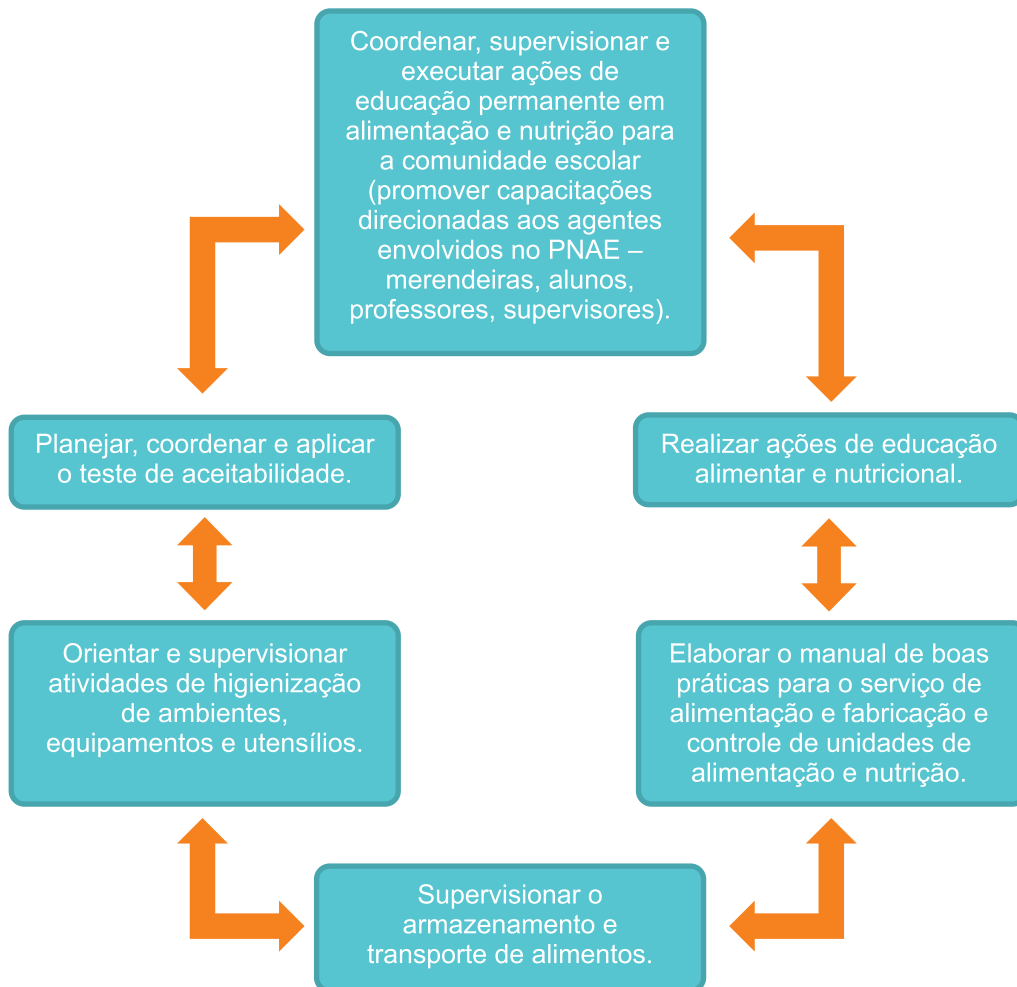 Coordenar, supervisionar e
executar ações de
educação permanente em
alimentação e nutrição para
a comunidade escolar
(promover capacitações
direcionadas aos agentes
envolvidos no PNAE –
merendeiras, alunos,
professores, supervisores).
Planejar, coordenar e aplicar
o teste de aceitabilidade.
Realizar ações de educação
alimentar e nutricional.
Orientar e supervisionar
atividades de higienização
de ambientes,
equipamentos e utensílios.
Elaborar o manual de boas
práticas para o serviço de
alimentação e fabricação e
controle de unidades de
alimentação e nutrição.
Supervisionar o
armazenamento e
transporte de alimentos.